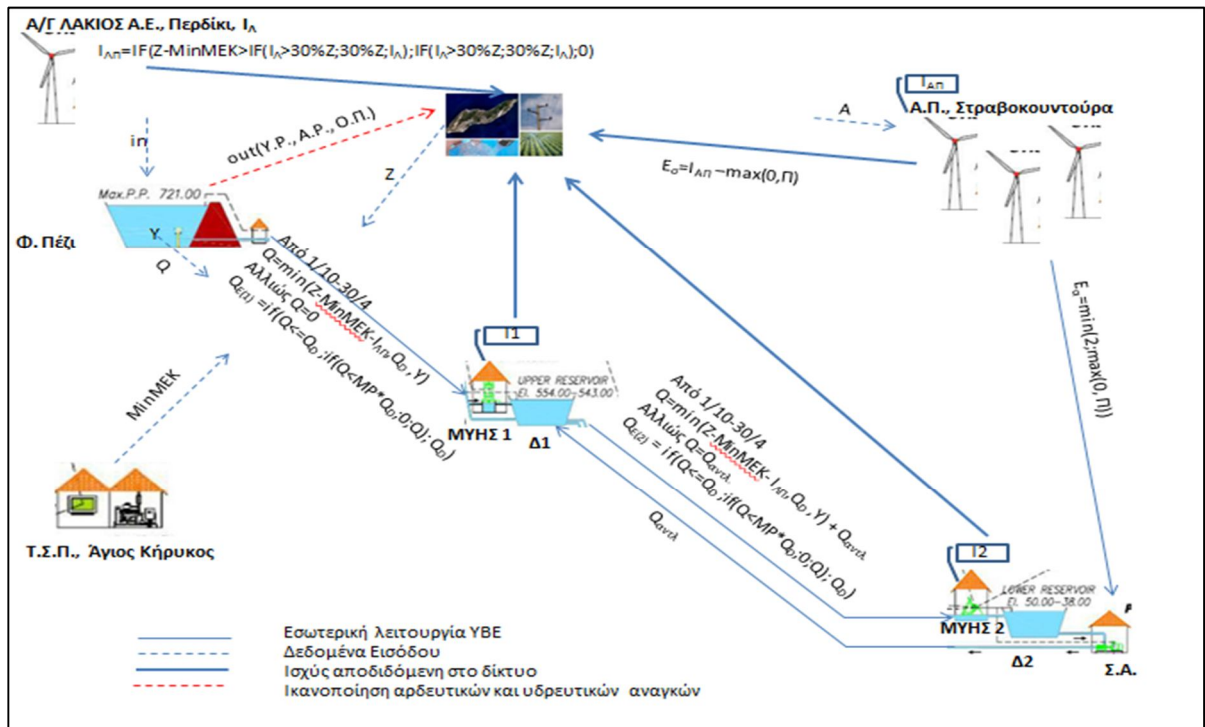 Α/Γ ΛΑΚΙΟΣ Α.Ε., Περδίκι, I_Λ
I_ΛΠ=IF(Z-MinMEK>IF(I_Λ>30%Z;30%Z;I_Λ);IF(I_Λ>30%Z;30%Z;I_Λ);0)
in
out(Υ.Ρ., Α.Ρ., Ο.Π.)
Z
A
I_ΑΠ
Α.Π., Στραβοκουντούρα
E_o=I_ΑΠ –max(0,Π)
E_o=min(2;max(0,Π))
Max.P.P. 721.00
Φ. Πέζι
Y
Q
Από 1/10-30/4
Q=min(Z-MinMEK-I_ΛΠ,Q_D, Y)
Αλλιώς Q=0
Q_E(1) =if(Q<=Q_D ;if(Q<MP*Q_D;0;Q); Q_D)
MinMEK
Τ.Σ.Π., Άγιος Κήρυκος
I1
UPPER RESERVOIR
El. 554.00–543.00
ΜΥΗΣ 1
Δ1
Από 1/10-30/4
Q=min(Z-MinMEK- I_ΛΠ,Q_D, Y) + Q_αντλ
Αλλιώς Q=Q_αντλ.
Q_E(2) = if(Q<=Q_D ;if(Q<MP*Q_D;0;Q); Q_D)
Q_αντλ
I2
LOWER RESERVOIR
El. 50.00–38.00
ΜΥΗΣ 2
Δ2
Σ.Α.
Εσωτερική λειτουργία ΥΒΕ
Δεδομένα Εισόδου
Ισχύς αποδιδόμενη στο δίκτυο
Ικανοποίηση αρδευτικών και υδρευτικών αναγκών